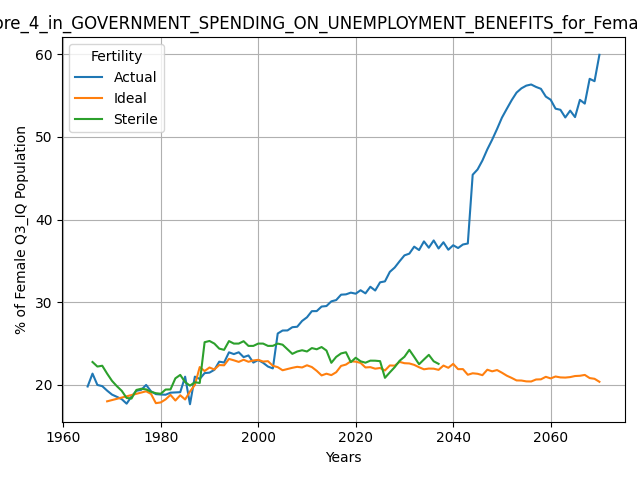 ore_4_in_GOVERNMENT_SPENDING_ON_UNEMPLOYMENT_BENEFITS_for_Fema
Fertility
Actual
Ideal
Sterile
% of Female Q3_IQ Population
60
50
40
30
20
1960
1980
2000
2020
2040
2060
Years